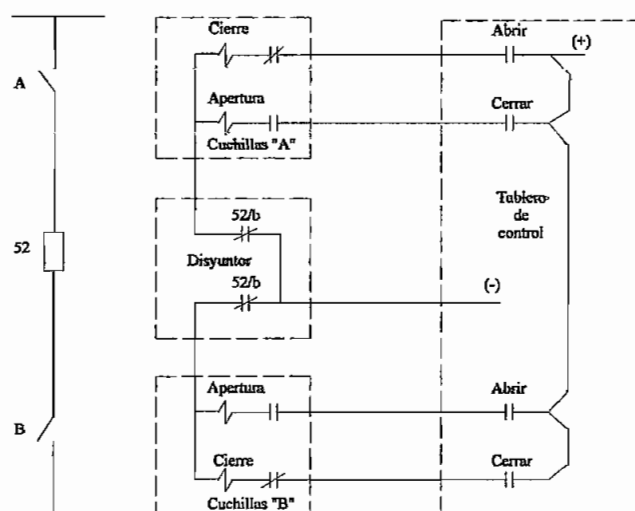 Cierre
Abrir
(+)
A
Apertura
Cerrar
Cuchillas "A"
Tablero
de
control
52/b
52
Disyuntor
52/b
(-)
Apertura
Abrir
B
Cierre
Cerrar
Cuchillas "B"